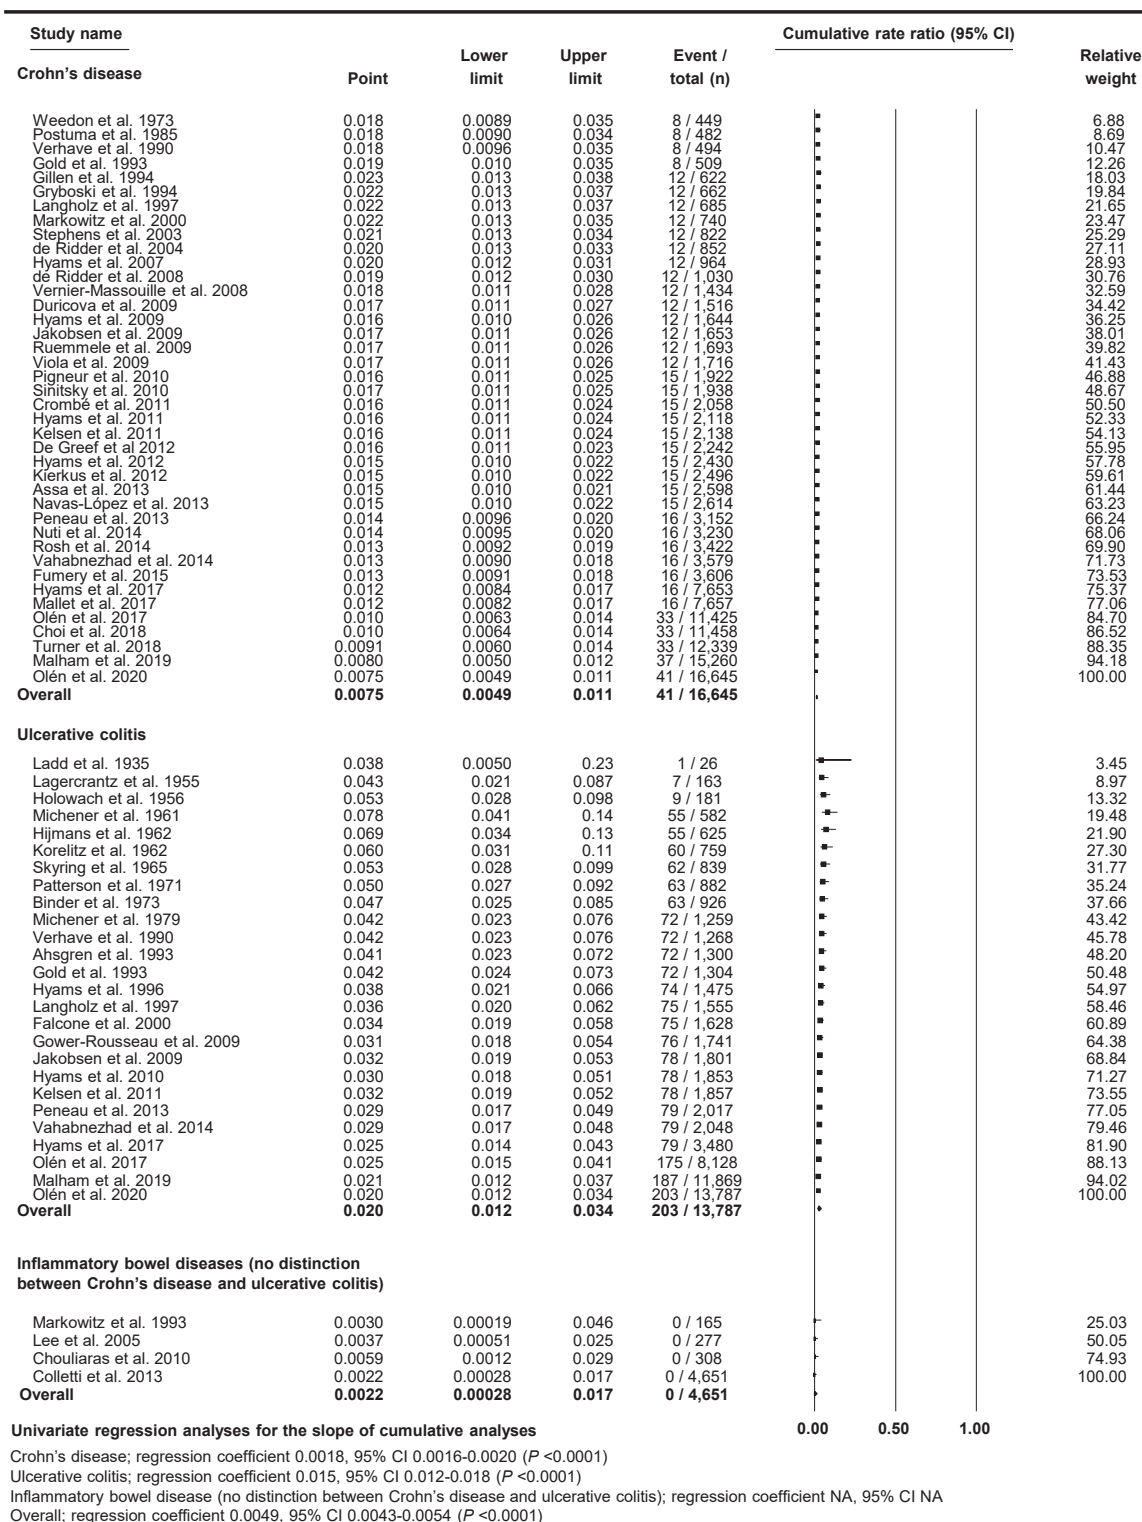 Study name Cumulative rate ratio (95% CI)
Crohn's disease Point Lower limit Upper limit Event / total (n) Relative weight
Weedon et al. 1973 0.018 0.0089 0.035 8 / 449 6.88
Postuma et al. 1985 0.018 0.0090 0.034 8 / 482 8.69
Verhave et al. 1990 0.018 0.0096 0.035 8 / 494 10.47
Gold et al. 1993 0.019 0.010 0.035 8 / 509 12.26
Gillen et al. 1994 0.023 0.013 0.038 12 / 622 18.03
Gryboski et al. 1994 0.022 0.013 0.037 12 / 662 19.84
Langholz et al. 1997 0.022 0.013 0.037 12 / 685 21.65
Markowitz et al. 2000 0.022 0.013 0.035 12 / 740 23.47
Stephens et al. 2003 0.021 0.013 0.034 12 / 822 25.29
de Ridder et al. 2004 0.020 0.013 0.033 12 / 852 27.11
Hyams et al. 2007 0.020 0.012 0.031 12 / 964 28.93
de Ridder et al. 2008 0.019 0.012 0.030 12 / 1,030 30.76
Vernier-Massouille et al. 2008 0.018 0.011 0.028 12 / 1,434 32.59
Duricova et al. 2009 0.017 0.011 0.027 12 / 1,516 34.42
Hyams et al. 2009 0.016 0.010 0.026 12 / 1,644 36.25
Jakobsen et al. 2009 0.017 0.011 0.026 12 / 1,653 38.01
Ruemmele et al. 2009 0.017 0.011 0.026 12 / 1,693 39.82
Viola et al. 2009 0.017 0.011 0.026 12 / 1,716 41.43
Pigneur et al. 2010 0.016 0.011 0.025 15 / 1,922 46.88
Sinitsky et al. 2010 0.017 0.011 0.025 15 / 1,938 48.67
Crombé et al. 2011 0.016 0.011 0.024 15 / 2,058 50.50
Hyams et al. 2011 0.016 0.011 0.024 15 / 2,118 52.33
Kelsen et al. 2011 0.016 0.011 0.024 15 / 2,138 54.13
De Greef et al 2012 0.016 0.011 0.023 15 / 2,242 55.95
Hyams et al. 2012 0.015 0.010 0.022 15 / 2,430 57.78
Kierkus et al. 2012 0.015 0.010 0.022 15 / 2,496 59.61
Assa et al. 2013 0.015 0.010 0.021 15 / 2,598 61.44
Navas-López et al. 2013 0.015 0.010 0.022 15 / 2,614 63.23
Peneau et al. 2013 0.014 0.0096 0.020 16 / 3,152 66.24
Nuti et al. 2014 0.014 0.0095 0.020 16 / 3,230 68.06
Rosh et al. 2014 0.013 0.0092 0.019 16 / 3,422 69.90
Vahabnezhad et al. 2014 0.013 0.0090 0.018 16 / 3,579 71.73
Fumery et al. 2015 0.013 0.0091 0.018 16 / 3,606 73.53
Hyams et al. 2017 0.012 0.0084 0.017 16 / 7,653 75.37
Mallet et al. 2017 0.012 0.0082 0.017 16 / 7,657 77.06
Olén et al. 2017 0.010 0.0063 0.014 33 / 11,425 84.70
Choi et al. 2018 0.010 0.0064 0.014 33 / 11,458 86.52
Turner et al. 2018 0.0091 0.0060 0.014 33 / 12,339 88.35
Malham et al. 2019 0.0080 0.0050 0.012 37 / 15,260 94.18
Olén et al. 2020 0.0075 0.0049 0.011 41 / 16,645 100.00
Overall 0.0075 0.0049 0.011 41 / 16,645
Ulcerative colitis
Ladd et al. 1935 0.038 0.0050 0.23 1 / 26 3.45
Lagercrantz et al. 1955 0.043 0.021 0.087 7 / 163 8.97
Holowach et al. 1956 0.053 0.028 0.098 9 / 181 13.32
Michener et al. 1961 0.078 0.041 0.14 55 / 582 19.48
Hijmans et al. 1962 0.069 0.034 0.13 55 / 625 21.90
Korelitz et al. 1962 0.060 0.031 0.11 60 / 759 27.30
Skyring et al. 1965 0.053 0.028 0.099 62 / 839 31.77
Patterson et al. 1971 0.050 0.027 0.092 63 / 882 35.24
Binder et al. 1973 0.047 0.025 0.085 63 / 926 37.66
Michener et al. 1979 0.042 0.023 0.076 72 / 1,259 43.42
Verhave et al. 1990 0.042 0.023 0.076 72 / 1,268 45.78
Ahsgren et al. 1993 0.041 0.023 0.072 72 / 1,300 48.20
Gold et al. 1993 0.042 0.024 0.073 72 / 1,304 50.48
Hyams et al. 1996 0.038 0.021 0.066 74 / 1,475 54.97
Langholz et al. 1997 0.036 0.020 0.062 75 / 1,555 58.46
Falcone et al. 2000 0.034 0.019 0.058 75 / 1,628 60.89
Gower-Rousseau et al. 2009 0.031 0.018 0.054 76 / 1,741 64.38
Jakobsen et al. 2009 0.032 0.019 0.053 78 / 1,801 68.84
Hyams et al. 2010 0.030 0.018 0.051 78 / 1,853 71.27
Kelsen et al. 2011 0.032 0.019 0.052 78 / 1,857 73.55
Peneau et al. 2013 0.029 0.017 0.049 79 / 2,017 77.05
Vahabnezhad et al. 2014 0.029 0.017 0.048 79 / 2,048 79.46
Hyams et al. 2017 0.025 0.014 0.043 79 / 3,480 81.90
Olén et al. 2017 0.025 0.015 0.041 175 / 8,128 88.13
Malham et al. 2019 0.021 0.012 0.037 187 / 11,869 94.02
Olén et al. 2020 0.020 0.012 0.034 203 / 13,787 100.00
Overall 0.020 0.012 0.034 203 / 13,787
Inflammatory bowel diseases (no distinction
between Crohn's disease and ulcerative colitis)
Markowitz et al. 1993 0.0030 0.00019 0.046 0 / 165 25.03
Lee et al. 2005 0.0037 0.00051 0.025 0 / 277 50.05
Chouliaras et al. 2010 0.0059 0.0012 0.029 0 / 308 74.93
Colletti et al. 2013 0.0022 0.00028 0.017 0 / 4,651 100.00
Overall 0.0022 0.00028 0.017 0 / 4,651
Univariate regression analyses for the slope of cumulative analyses 0.00 0.50 1.00
Crohn's disease; regression coefficient 0.0018, 95% CI 0.0016-0.0020 (P <0.0001)
Ulcerative colitis; regression coefficient 0.015, 95% CI 0.012-0.018 (P <0.0001)
Inflammatory bowel disease (no distinction between Crohn's disease and ulcerative colitis); regression coefficient NA, 95% CI NA
Overall; regression coefficient 0.0049, 95% CI 0.0043-0.0054 (P <0.0001)